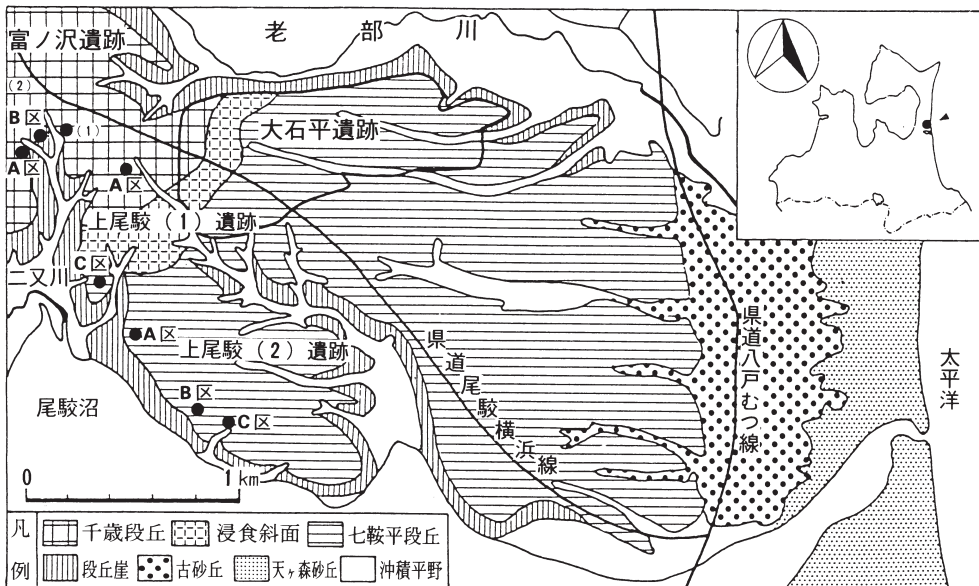 富ノ沢遺跡
老部川
(2)
B区
(1)
A区
A区
大石平遺跡
上尾駮(1)遺跡
C区
二又川
A区
上尾駮(2)遺跡
B区
C区
尾駮沼
県道尾駮横浜線
県道八戸むつ線
太平洋
0 1km
凡例
千歳段丘 浸食斜面 七鞍平段丘
段丘崖 古砂丘 天ヶ森砂丘 沖積平野